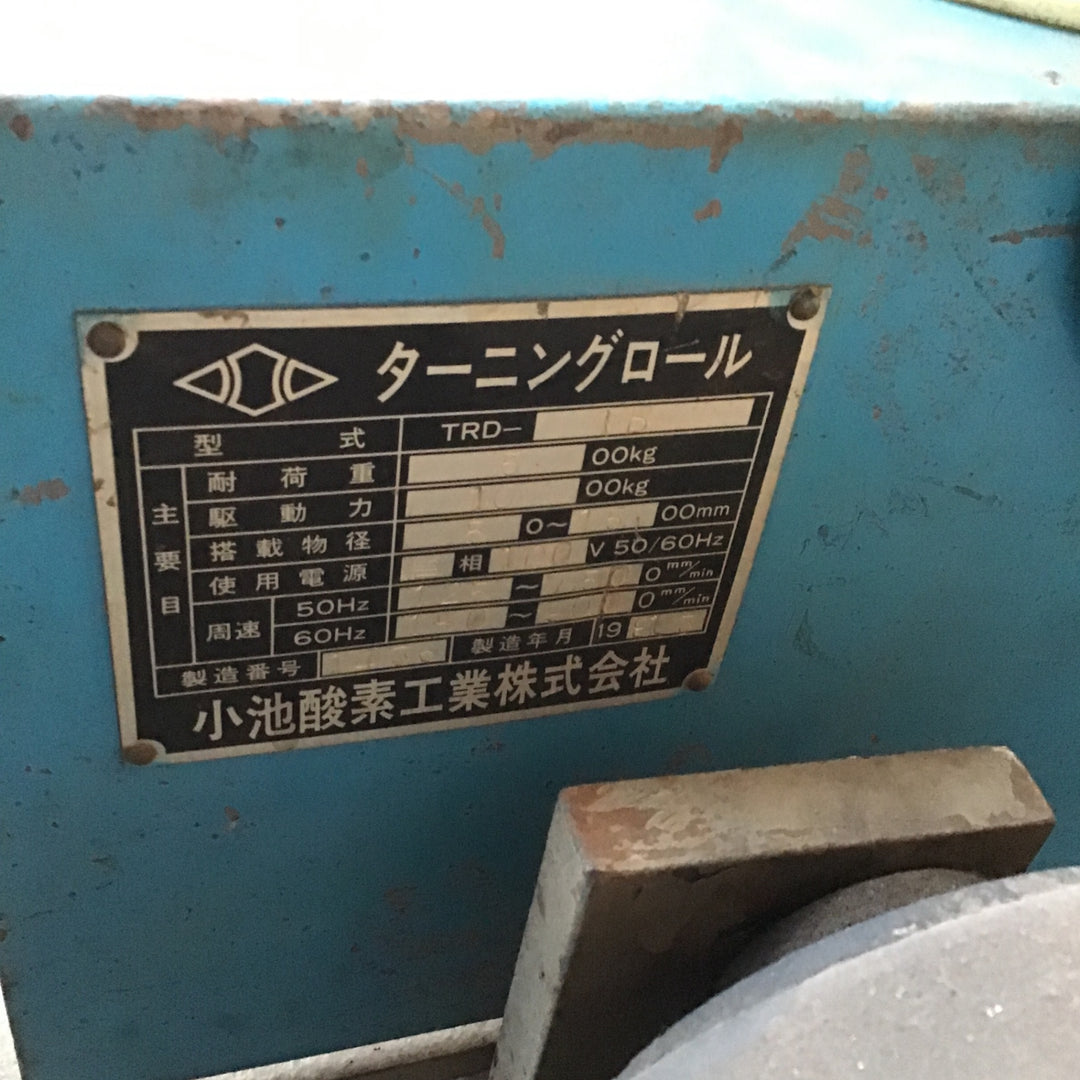 ターニングロール
型式 TRD-
主要目
耐荷重 00kg
駆動力 00kg
搭載物径 0～ 00mm
使用電源 三相 V 50/60Hz
周速 50Hz ～ 0 mm/min
60Hz ～ 0 mm/min
製造番号 製造年月 19
小池酸素工業株式会社